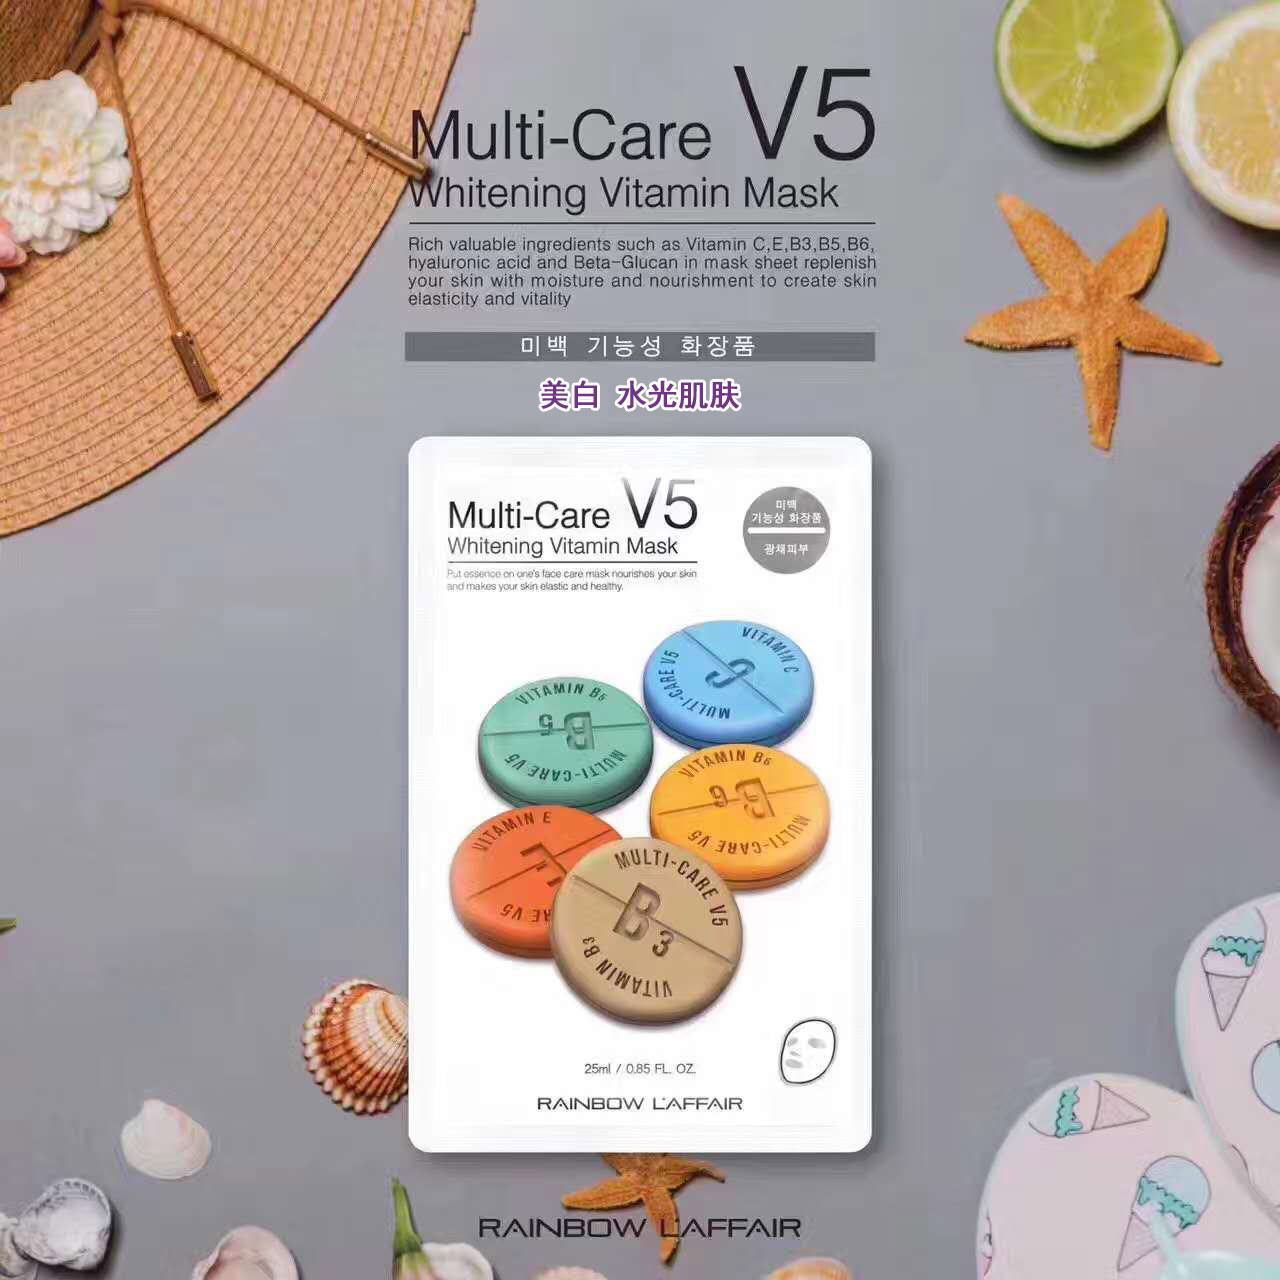 Multi-Care V5
Whitening Vitamin Mask
Rich valuable ingredients such as Vitamin C,E,B3,B5,B6,
hyaluronic acid and Beta-Glucan in mask sheet replenish
your skin with moisture and nourishment to create skin
elasticity and vitality
미백 기능성 화장품
美白 水光肌肤
Multi-Care V5
Whitening Vitamin Mask
Put essence on one's face care mask nourishes your skin
and makes your skin elastic and healthy.
미백
기능성 화장품
광채피부
VITAMIN C
C
MULTI-CARE V5
VITAMIN B5
B5
MULTI-CARE V5
VITAMIN B6
B6
MULTI-CARE V5
VITAMIN E
E
CARE V5
MULTI-CARE V5
B3
VITAMIN B3
25ml / 0.85 FL. OZ.
RAINBOW L'AFFAIR
RAINBOW L'AFFAIR